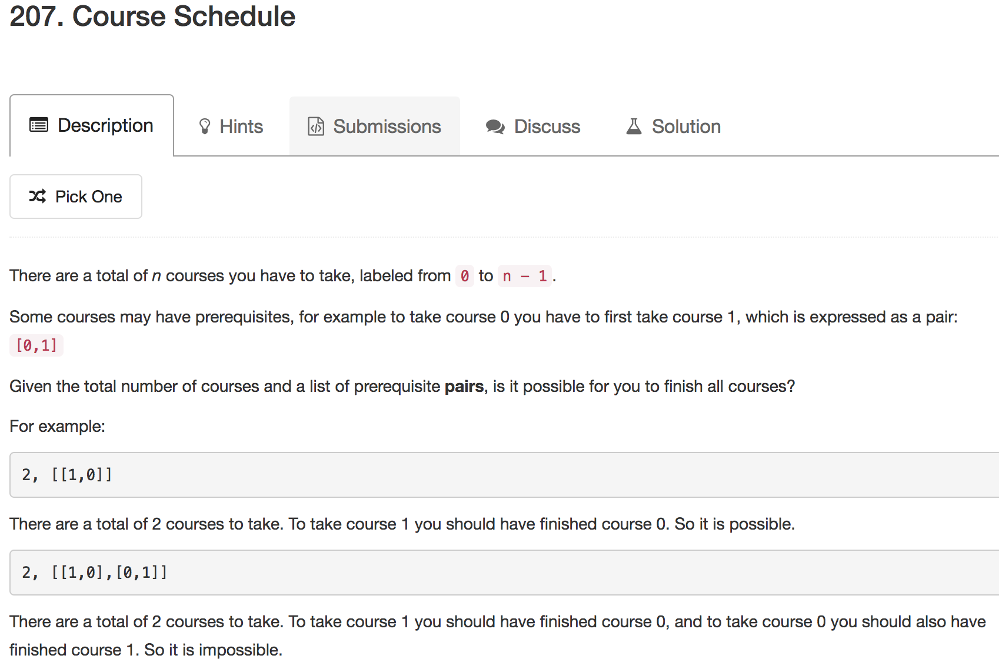 207. Course Schedule
Description Hints Submissions Discuss Solution
Pick One
There are a total of n courses you have to take, labeled from 0 to n - 1.
Some courses may have prerequisites, for example to take course 0 you have to first take course 1, which is expressed as a pair:
[0,1]
Given the total number of courses and a list of prerequisite pairs, is it possible for you to finish all courses?
For example:
2, [[1,0]]
There are a total of 2 courses to take. To take course 1 you should have finished course 0. So it is possible.
2, [[1,0],[0,1]]
There are a total of 2 courses to take. To take course 1 you should have finished course 0, and to take course 0 you should also have
finished course 1. So it is impossible.